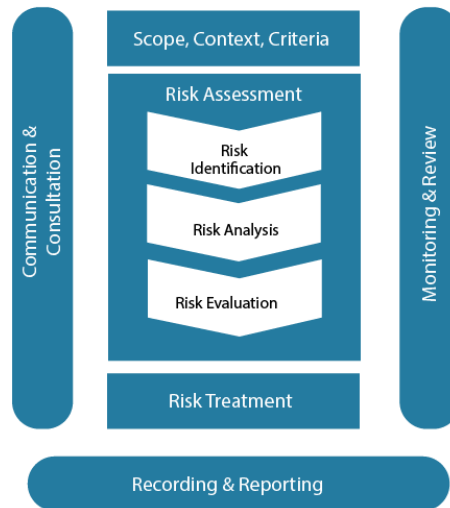 Scope, Context, Criteria
Risk Assessment
Risk
Identification
Risk Analysis
Risk Evaluation
Risk Treatment
Communication &
Consultation
Monitoring & Review
Recording & Reporting